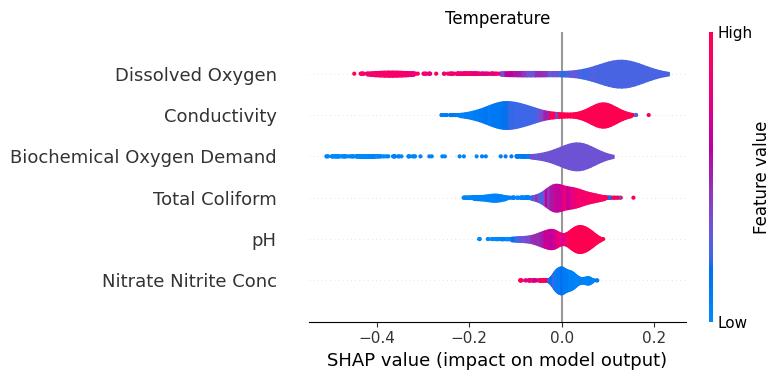 Temperature
High
Dissolved Oxygen
Conductivity
Biochemical Oxygen Demand
Total Coliform
pH
Nitrate Nitrite Conc
Feature value
Low
−0.4 −0.2 0.0 0.2
SHAP value (impact on model output)